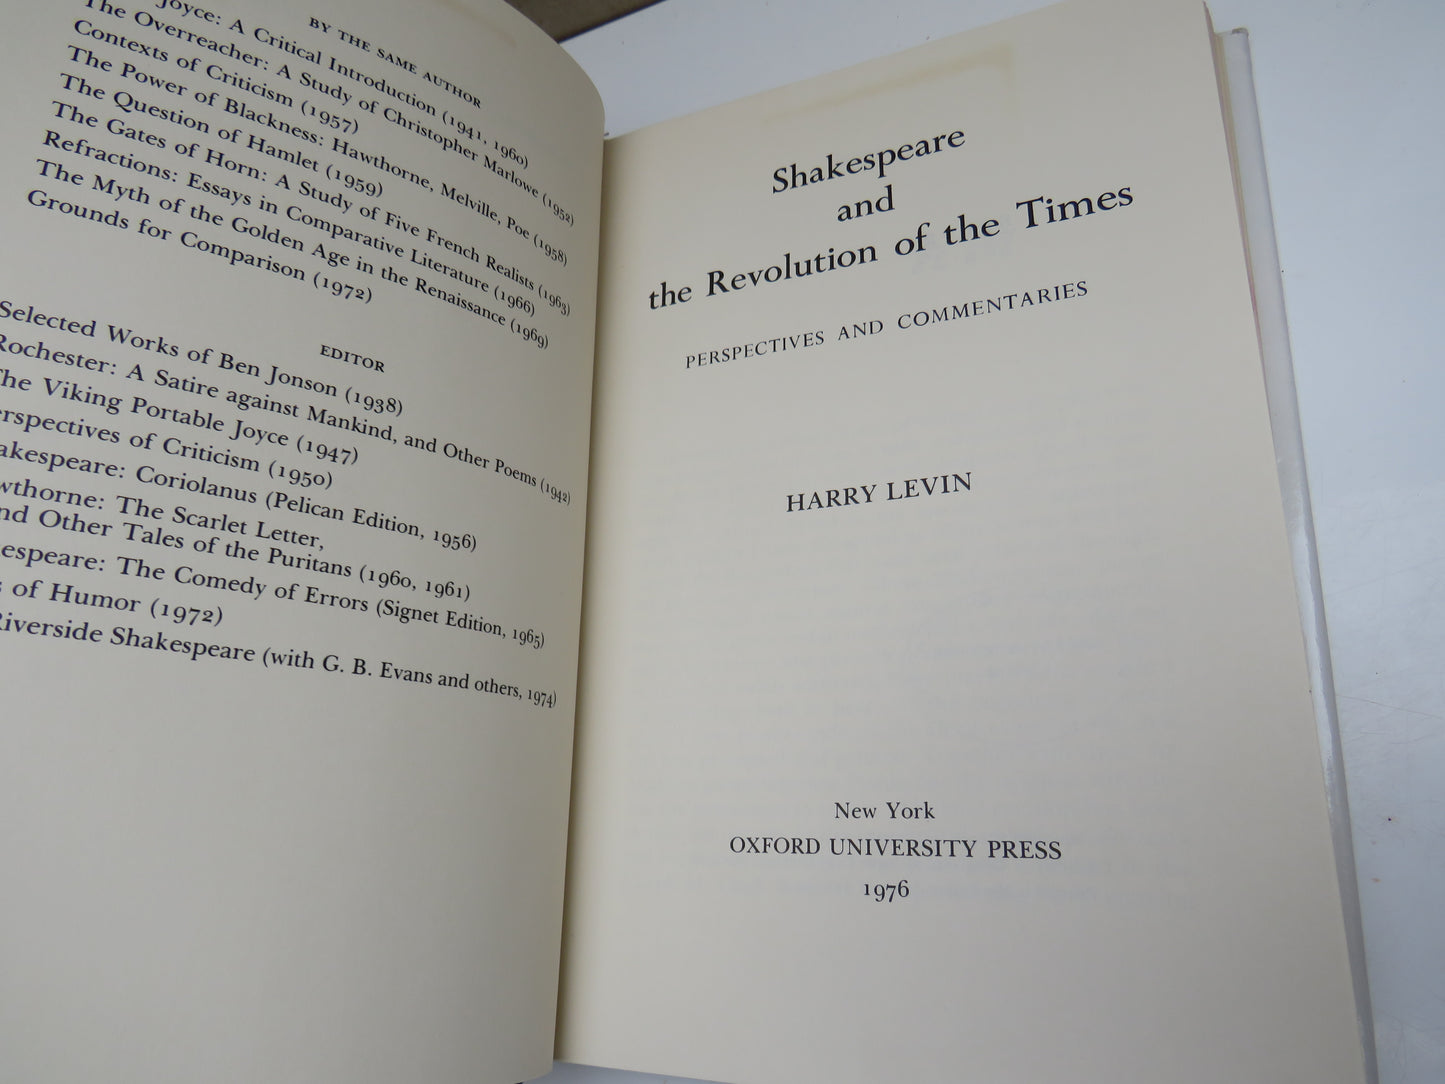 BY THE SAME AUTHOR
Joyce: A Critical Introduction (1941, 1960)
The Overreacher: A Study of Christopher Marlowe (1952)
Contexts of Criticism (1957)
The Power of Blackness: Hawthorne, Melville, Poe (1958)
The Question of Hamlet (1959)
The Gates of Horn: A Study of Five French Realists (1963)
Refractions: Essays in Comparative Literature (1966)
The Myth of the Golden Age in the Renaissance (1969)
Grounds for Comparison (1972)
EDITOR
Selected Works of Ben Jonson (1938)
Rochester: A Satire against Mankind, and Other Poems (1942)
The Viking Portable Joyce (1947)
erspectives of Criticism (1950)
akespeare: Coriolanus (Pelican Edition, 1956)
wthorne: The Scarlet Letter,
nd Other Tales of the Puritans (1960, 1961)
espeare: The Comedy of Errors (Signet Edition, 1965)
s of Humor (1972)
Riverside Shakespeare (with G. B. Evans and others, 1974)
Shakespeare
and
the Revolution of the Times
PERSPECTIVES AND COMMENTARIES
HARRY LEVIN
New York
OXFORD UNIVERSITY PRESS
1976